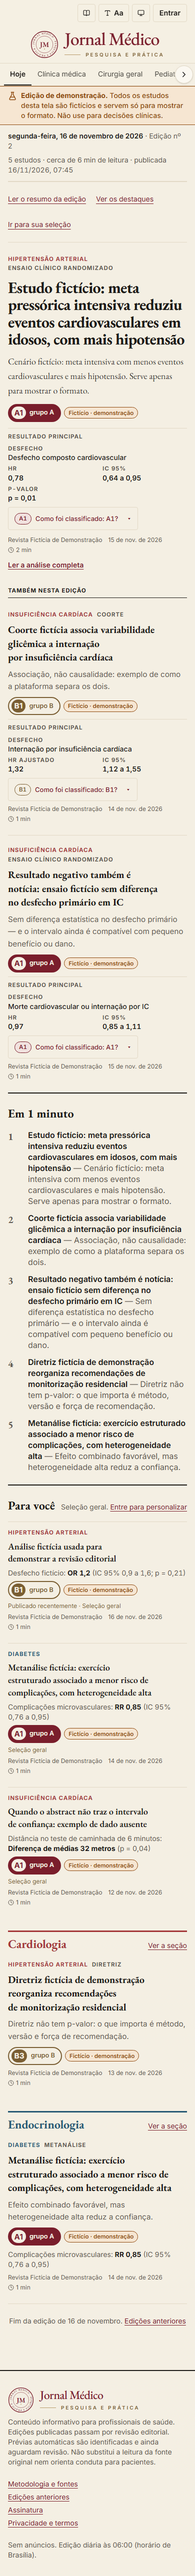 Aa
Entrar
JM
Jornal Médico
PESQUISA E PRÁTICA
Hoje
Clínica médica
Cirurgia geral
Pediat
Edição de demonstração. Todos os estudos
desta tela são fictícios e servem só para mostrar
o formato. Não use para decisões clínicas.
segunda-feira, 16 de novembro de 2026 · Edição nº
2
5 estudos · cerca de 6 min de leitura · publicada
16/11/2026, 07:45
Ler o resumo da edição
Ver os destaques
Ir para sua seleção
HIPERTENSÃO ARTERIAL
ENSAIO CLÍNICO RANDOMIZADO
Estudo fictício: meta
pressórica intensiva reduziu
eventos cardiovasculares em
idosos, com mais hipotensão
Cenário fictício: meta intensiva com menos eventos
cardiovasculares e mais hipotensão. Serve apenas
para mostrar o formato.
A1 grupo A
Fictício · demonstração
RESULTADO PRINCIPAL
DESFECHO
Desfecho composto cardiovascular
HR
IC 95%
0,78
0,64 a 0,95
P-VALOR
p = 0,01
A1 Como foi classificado: A1?
Revista Fictícia de Demonstração 15 de nov. de 2026
2 min
Ler a análise completa
TAMBÉM NESTA EDIÇÃO
INSUFICIÊNCIA CARDÍACA COORTE
Coorte fictícia associa variabilidade
glicêmica a internação
por insuficiência cardíaca
Associação, não causalidade: exemplo de como
a plataforma separa os dois.
B1 grupo B
Fictício · demonstração
RESULTADO PRINCIPAL
DESFECHO
Internação por insuficiência cardíaca
HR AJUSTADO
IC 95%
1,32
1,12 a 1,55
B1 Como foi classificado: B1?
Revista Fictícia de Demonstração 14 de nov. de 2026
1 min
INSUFICIÊNCIA CARDÍACA
ENSAIO CLÍNICO RANDOMIZADO
Resultado negativo também é
notícia: ensaio fictício sem diferença
no desfecho primário em IC
Sem diferença estatística no desfecho primário
— e o intervalo ainda é compatível com pequeno
benefício ou dano.
A1 grupo A
Fictício · demonstração
RESULTADO PRINCIPAL
DESFECHO
Morte cardiovascular ou internação por IC
HR
IC 95%
0,97
0,85 a 1,11
A1 Como foi classificado: A1?
Revista Fictícia de Demonstração 15 de nov. de 2026
1 min
Em 1 minuto
1
Estudo fictício: meta pressórica
intensiva reduziu eventos
cardiovasculares em idosos, com mais
hipotensão — Cenário fictício: meta
intensiva com menos eventos
cardiovasculares e mais hipotensão.
Serve apenas para mostrar o formato.
2
Coorte fictícia associa variabilidade
glicêmica a internação por insuficiência
cardíaca — Associação, não causalidade:
exemplo de como a plataforma separa os
dois.
3
Resultado negativo também é notícia:
ensaio fictício sem diferença no
desfecho primário em IC — Sem
diferença estatística no desfecho
primário — e o intervalo ainda é
compatível com pequeno benefício ou
dano.
4
Diretriz fictícia de demonstração
reorganiza recomendações de
monitorização residencial — Diretriz não
tem p-valor: o que importa é método,
versão e força de recomendação.
5
Metanálise fictícia: exercício estruturado
associado a menor risco de
complicações, com heterogeneidade
alta — Efeito combinado favorável, mas
heterogeneidade alta reduz a confiança.
Para você
Seleção geral. Entre para personalizar
HIPERTENSÃO ARTERIAL
Análise fictícia usada para
demonstrar a revisão editorial
Desfecho fictício: OR 1,2 (IC 95% 0,9 a 1,6; p = 0,21)
B1 grupo B
Fictício · demonstração
Publicado recentemente · Seleção geral
Revista Fictícia de Demonstração 16 de nov. de 2026
1 min
DIABETES
Metanálise fictícia: exercício
estruturado associado a menor risco de
complicações, com heterogeneidade alta
Complicações microvasculares: RR 0,85 (IC 95%
0,76 a 0,95)
A1 grupo A
Fictício · demonstração
Seleção geral
Revista Fictícia de Demonstração 14 de nov. de 2026
1 min
INSUFICIÊNCIA CARDÍACA
Quando o abstract não traz o intervalo
de confiança: exemplo de dado ausente
Distância no teste de caminhada de 6 minutos:
Diferença de médias 32 metros (p = 0,04)
A1 grupo A
Fictício · demonstração
Seleção geral
Revista Fictícia de Demonstração 12 de nov. de 2026
1 min
Cardiologia
Ver a seção
HIPERTENSÃO ARTERIAL DIRETRIZ
Diretriz fictícia de demonstração
reorganiza recomendações
de monitorização residencial
Diretriz não tem p-valor: o que importa é método,
versão e força de recomendação.
B3 grupo B
Fictício · demonstração
Revista Fictícia de Demonstração 13 de nov. de 2026
2 min
Endocrinologia
Ver a seção
DIABETES METANÁLISE
Metanálise fictícia: exercício
estruturado associado a menor risco de
complicações, com heterogeneidade alta
Efeito combinado favorável, mas
heterogeneidade alta reduz a confiança.
A1 grupo A
Fictício · demonstração
Complicações microvasculares: RR 0,85 (IC 95%
0,76 a 0,95)
Revista Fictícia de Demonstração 14 de nov. de 2026
1 min
Fim da edição de 16 de novembro. Edições anteriores
JM
Jornal Médico
PESQUISA E PRÁTICA
Conteúdo informativo para profissionais de saúde.
Edições publicadas passam por revisão editorial.
Prévias automáticas são identificadas e ainda
aguardam revisão. Não substitui a leitura da fonte
original nem orienta conduta para pacientes.
Metodologia e fontes
Edições anteriores
Assinatura
Privacidade e termos
Sem anúncios. Edição diária às 06:00 (horário de
Brasília).